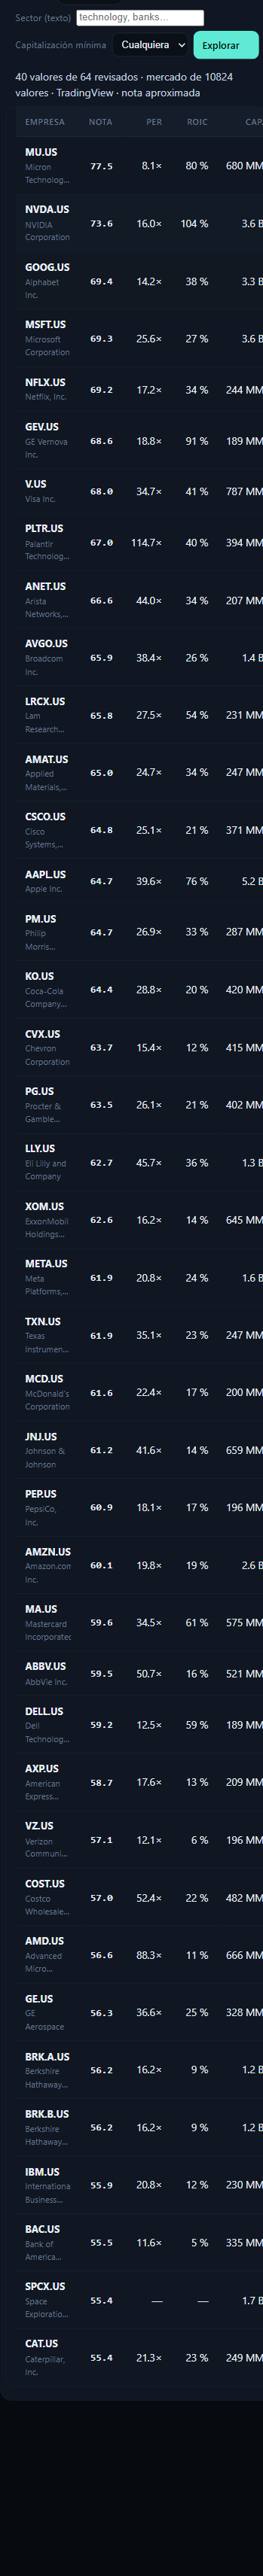 Sector (texto) technology, banks...
Capitalización mínima Cualquiera Explorar
40 valores de 64 revisados · mercado de 10824
valores · TradingView · nota aproximada
EMPRESA NOTA PER ROIC CAP.
MU.US
Micron
Technolog...
77.5 8.1× 80 % 680 MM
NVDA.US
NVIDIA
Corporation
73.6 16.0× 104 % 3.6 B
GOOG.US
Alphabet
Inc.
69.4 14.2× 38 % 3.3 B
MSFT.US
Microsoft
Corporation
69.3 25.6× 27 % 3.6 B
NFLX.US
Netflix, Inc.
69.2 17.2× 34 % 244 MM
GEV.US
GE Vernova
Inc.
68.6 18.8× 91 % 189 MM
V.US
Visa Inc.
68.0 34.7× 41 % 787 MM
PLTR.US
Palantir
Technolog...
67.0 114.7× 40 % 394 MM
ANET.US
Arista
Networks,...
66.6 44.0× 34 % 207 MM
AVGO.US
Broadcom
Inc.
65.9 38.4× 26 % 1.4 B
LRCX.US
Lam
Research...
65.8 27.5× 54 % 231 MM
AMAT.US
Applied
Materials,...
65.0 24.7× 34 % 247 MM
CSCO.US
Cisco
Systems,...
64.8 25.1× 21 % 371 MM
AAPL.US
Apple Inc.
64.7 39.6× 76 % 5.2 B
PM.US
Philip
Morris...
64.7 26.9× 33 % 287 MM
KO.US
Coca-Cola
Company...
64.4 28.8× 20 % 420 MM
CVX.US
Chevron
Corporation
63.7 15.4× 12 % 415 MM
PG.US
Procter &
Gamble...
63.5 26.1× 21 % 402 MM
LLY.US
Eli Lilly and
Company
62.7 45.7× 36 % 1.3 B
XOM.US
ExxonMobil
Holdings...
62.6 16.2× 14 % 645 MM
META.US
Meta
Platforms,...
61.9 20.8× 24 % 1.6 B
TXN.US
Texas
Instrumen...
61.9 35.1× 23 % 247 MM
MCD.US
McDonald's
Corporation
61.6 22.4× 17 % 200 MM
JNJ.US
Johnson &
Johnson
61.2 41.6× 14 % 659 MM
PEP.US
PepsiCo,
Inc.
60.9 18.1× 17 % 196 MM
AMZN.US
Amazon.com
Inc.
60.1 19.8× 19 % 2.6 B
MA.US
Mastercard
Incorporated
59.6 34.5× 61 % 575 MM
ABBV.US
AbbVie Inc.
59.5 50.7× 16 % 521 MM
DELL.US
Dell
Technolog...
59.2 12.5× 59 % 189 MM
AXP.US
American
Express...
58.7 17.6× 13 % 209 MM
VZ.US
Verizon
Communi...
57.1 12.1× 6 % 196 MM
COST.US
Costco
Wholesale...
57.0 52.4× 22 % 482 MM
AMD.US
Advanced
Micro...
56.6 88.3× 11 % 666 MM
GE.US
GE
Aerospace
56.3 36.6× 25 % 328 MM
BRK.A.US
Berkshire
Hathaway...
56.2 16.2× 9 % 1.2 B
BRK.B.US
Berkshire
Hathaway...
56.2 16.2× 9 % 1.2 B
IBM.US
Internationa
Business...
55.9 20.8× 12 % 230 MM
BAC.US
Bank of
America...
55.5 11.6× 5 % 335 MM
SPCX.US
Space
Exploratio...
55.4 — — 1.7 B
CAT.US
Caterpillar,
Inc.
55.4 21.3× 23 % 249 MM